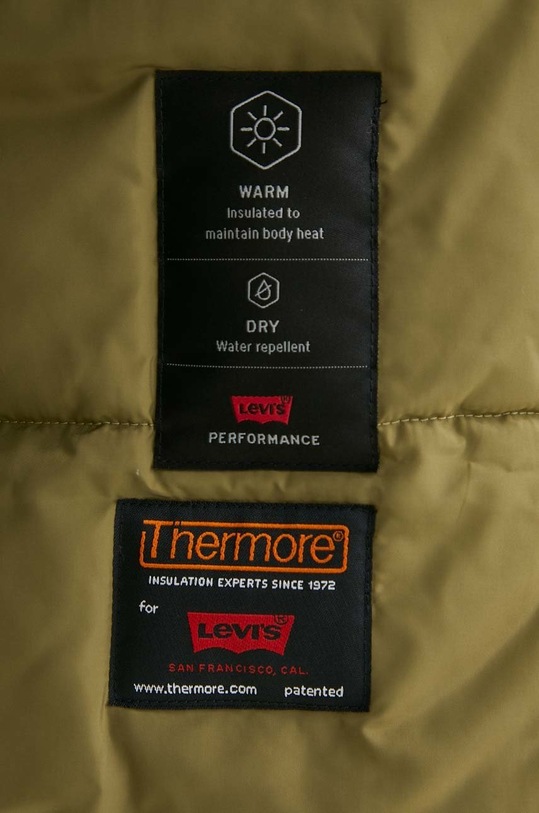 WARM
Insulated to
maintain body heat
DRY
Water repellent
Levi's®
PERFORMANCE
Thermore®
INSULATION EXPERTS SINCE 1972
for
Levi's®
SAN FRANCISCO, CAL.
www.thermore.com patented